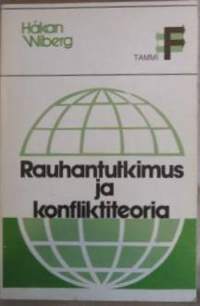 Håkan
Wiberg
TAMMI
Rauhantutkimus
ja
konfliktiteoria